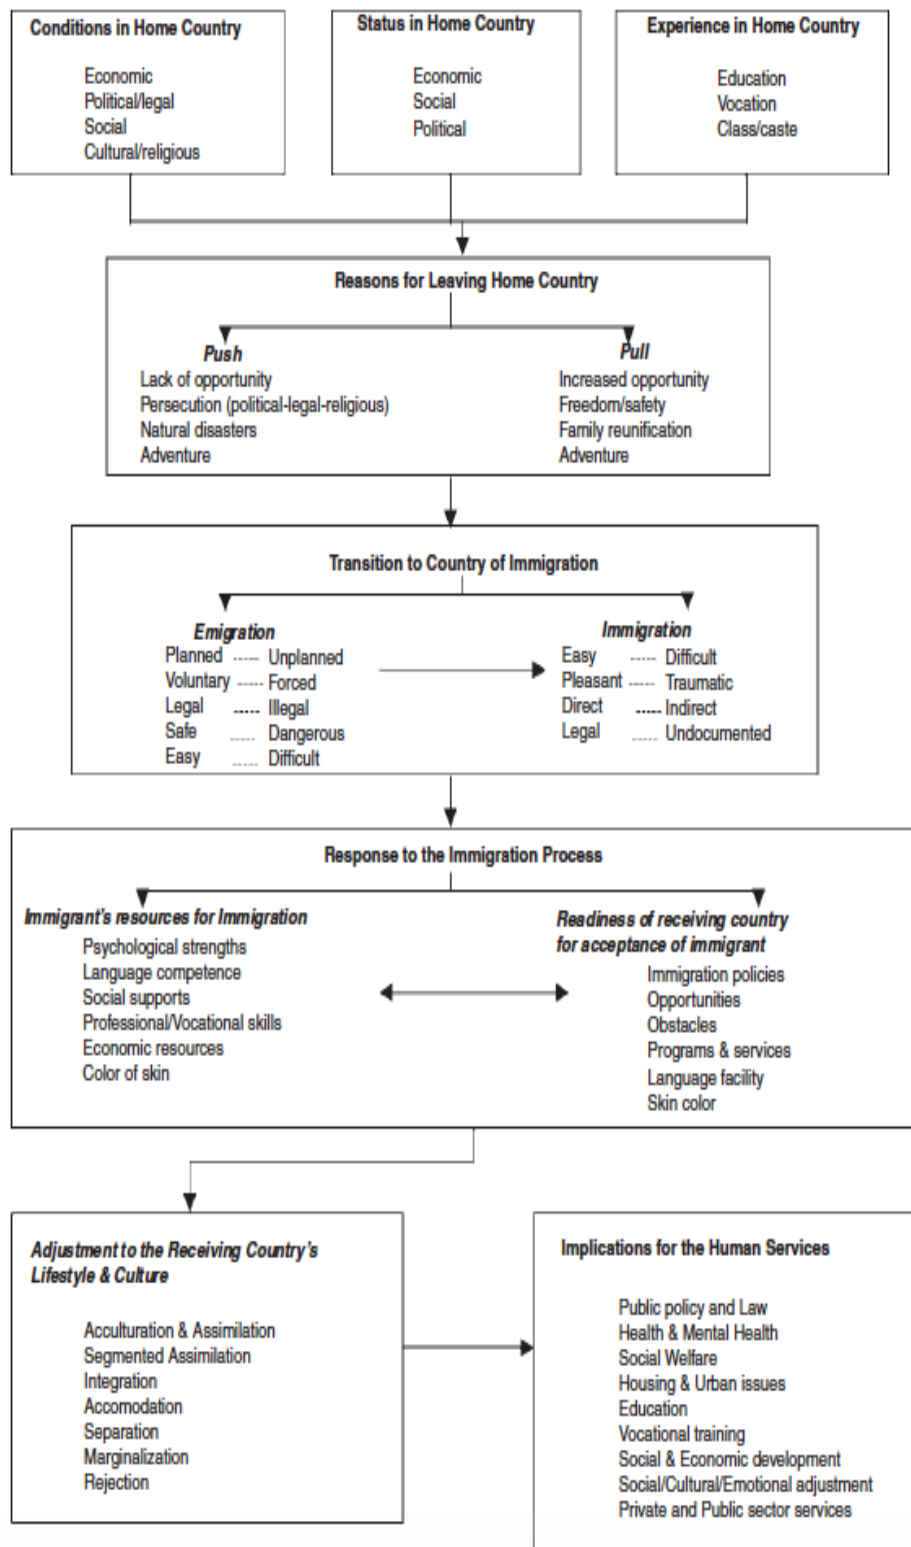 Conditions in Home Country
Economic
Political/legal
Social
Cultural/religious
Status in Home Country
Economic
Social
Political
Experience in Home Country
Education
Vocation
Class/caste
Reasons for Leaving Home Country
Push
Lack of opportunity
Persecution (political-legal-religious)
Natural disasters
Adventure
Pull
Increased opportunity
Freedom/safety
Family reunification
Adventure
Transition to Country of Immigration
Emigration
Planned ----- Unplanned
Voluntary ----- Forced
Legal ----- Illegal
Safe ----- Dangerous
Easy ----- Difficult
Immigration
Easy ----- Difficult
Pleasant ----- Traumatic
Direct ----- Indirect
Legal ----- Undocumented
Response to the Immigration Process
Immigrant's resources for Immigration
Psychological strengths
Language competence
Social supports
Professional/Vocational skills
Economic resources
Color of skin
Readiness of receiving country
for acceptance of immigrant
Immigration policies
Opportunities
Obstacles
Programs & services
Language facility
Skin color
Adjustment to the Receiving Country's
Lifestyle & Culture
Acculturation & Assimilation
Segmented Assimilation
Integration
Accomodation
Separation
Marginalization
Rejection
Implications for the Human Services
Public policy and Law
Health & Mental Health
Social Welfare
Housing & Urban issues
Education
Vocational training
Social & Economic development
Social/Cultural/Emotional adjustment
Private and Public sector services